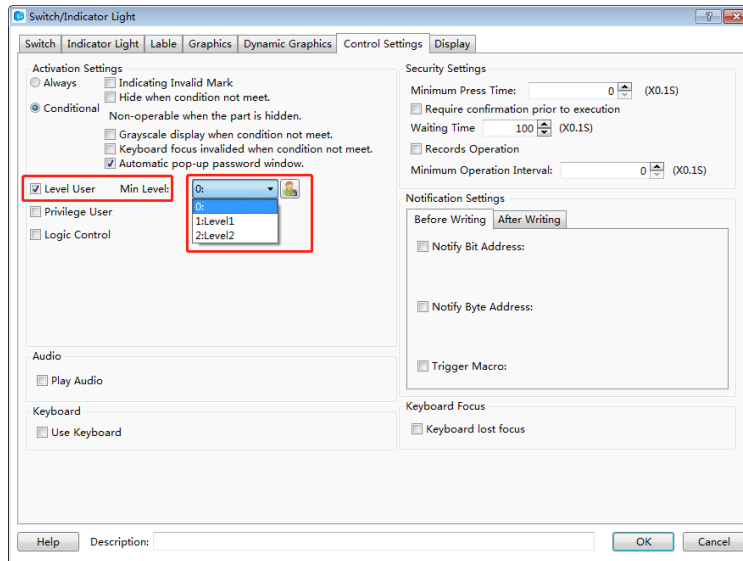 Switch/Indicator Light
Switch Indicator Light Lable Graphics Dynamic Graphics Control Settings Display
Activation Settings
Always
Indicating Invalid Mark
Hide when condition not meet.
Conditional
Non-operable when the part is hidden.
Grayscale display when condition not meet.
Keyboard focus invalided when condition not meet.
Automatic pop-up password window.
Level User Min Level: 0:
0:
1:Level1
2:Level2
Privilege User
Logic Control
Audio
Play Audio
Keyboard
Use Keyboard
Security Settings
Minimum Press Time: 0 (X0.1S)
Require confirmation prior to execution
Waiting Time 100 (X0.1S)
Records Operation
Minimum Operation Interval: 0 (X0.1S)
Notification Settings
Before Writing After Writing
Notify Bit Address:
Notify Byte Address:
Trigger Macro:
Keyboard Focus
Keyboard lost focus
Help Description: OK Cancel